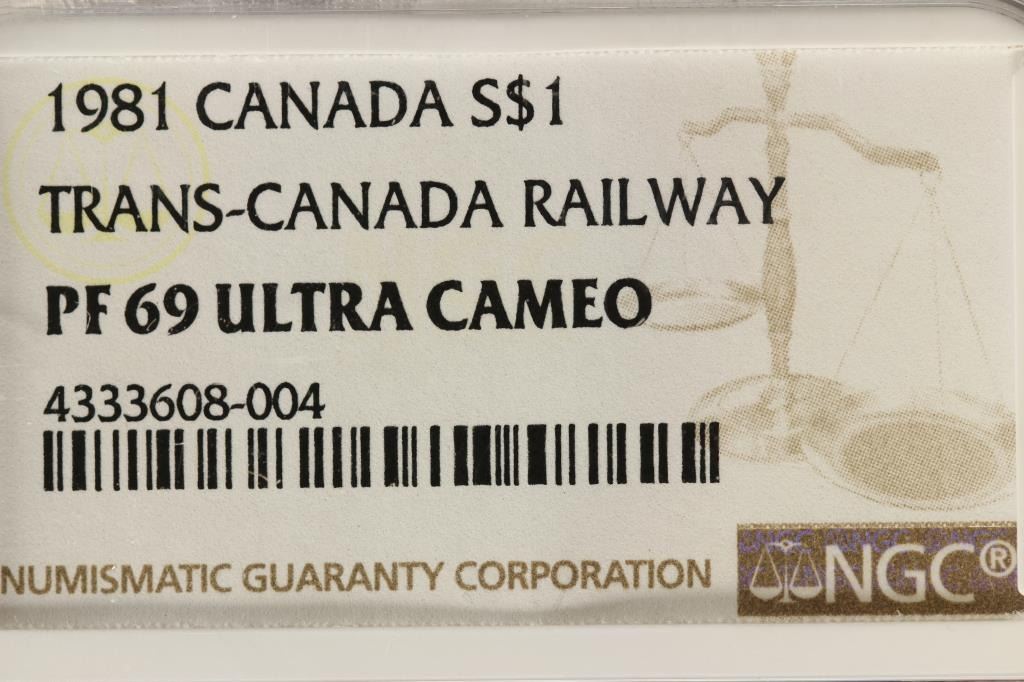 1981 CANADA S$1
TRANS-CANADA RAILWAY
PF 69 ULTRA CAMEO
4333608-004
NUMISMATIC GUARANTY CORPORATION
NGC®